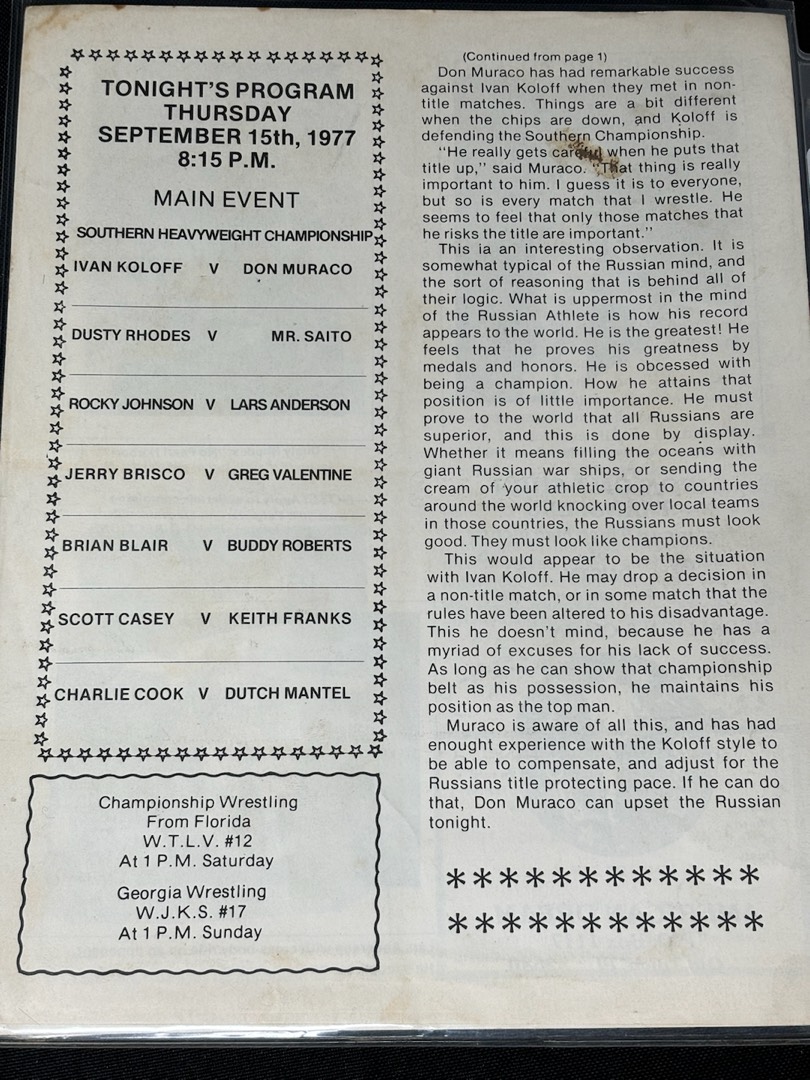 TONIGHT'S PROGRAM
THURSDAY
SEPTEMBER 15th, 1977
8:15 P.M.
MAIN EVENT
SOUTHERN HEAVYWEIGHT CHAMPIONSHIP
IVAN KOLOFF V DON MURACO
DUSTY RHODES V MR. SAITO
ROCKY JOHNSON V LARS ANDERSON
JERRY BRISCO V GREG VALENTINE
BRIAN BLAIR V BUDDY ROBERTS
SCOTT CASEY V KEITH FRANKS
CHARLIE COOK V DUTCH MANTEL
Championship Wrestling
From Florida
W.T.L.V. #12
At 1 P.M. Saturday
Georgia Wrestling
W.J.K.S. #17
At 1 P.M. Sunday
(Continued from page 1)
Don Muraco has had remarkable success
against Ivan Koloff when they met in non-
title matches. Things are a bit different
when the chips are down, and Koloff is
defending the Southern Championship.
"He really gets careful when he puts that
title up," said Muraco. "That thing is really
important to him. I guess it is to everyone,
but so is every match that I wrestle. He
seems to feel that only those matches that
he risks the title are important."
This ia an interesting observation. It is
somewhat typical of the Russian mind, and
the sort of reasoning that is behind all of
their logic. What is uppermost in the mind
of the Russian Athlete is how his record
appears to the world. He is the greatest! He
feels that he proves his greatness by
medals and honors. He is obcessed with
being a champion. How he attains that
position is of little importance. He must
prove to the world that all Russians are
superior, and this is done by display.
Whether it means filling the oceans with
giant Russian war ships, or sending the
cream of your athletic crop to countries
around the world knocking over local teams
in those countries, the Russians must look
good. They must look like champions.
This would appear to be the situation
with Ivan Koloff. He may drop a decision in
a non-title match, or in some match that the
rules have been altered to his disadvantage.
This he doesn't mind, because he has a
myriad of excuses for his lack of success.
As long as he can show that championship
belt as his possession, he maintains his
position as the top man.
Muraco is aware of all this, and has had
enought experience with the Koloff style to
be able to compensate, and adjust for the
Russians title protecting pace. If he can do
that, Don Muraco can upset the Russian
tonight.
************
************